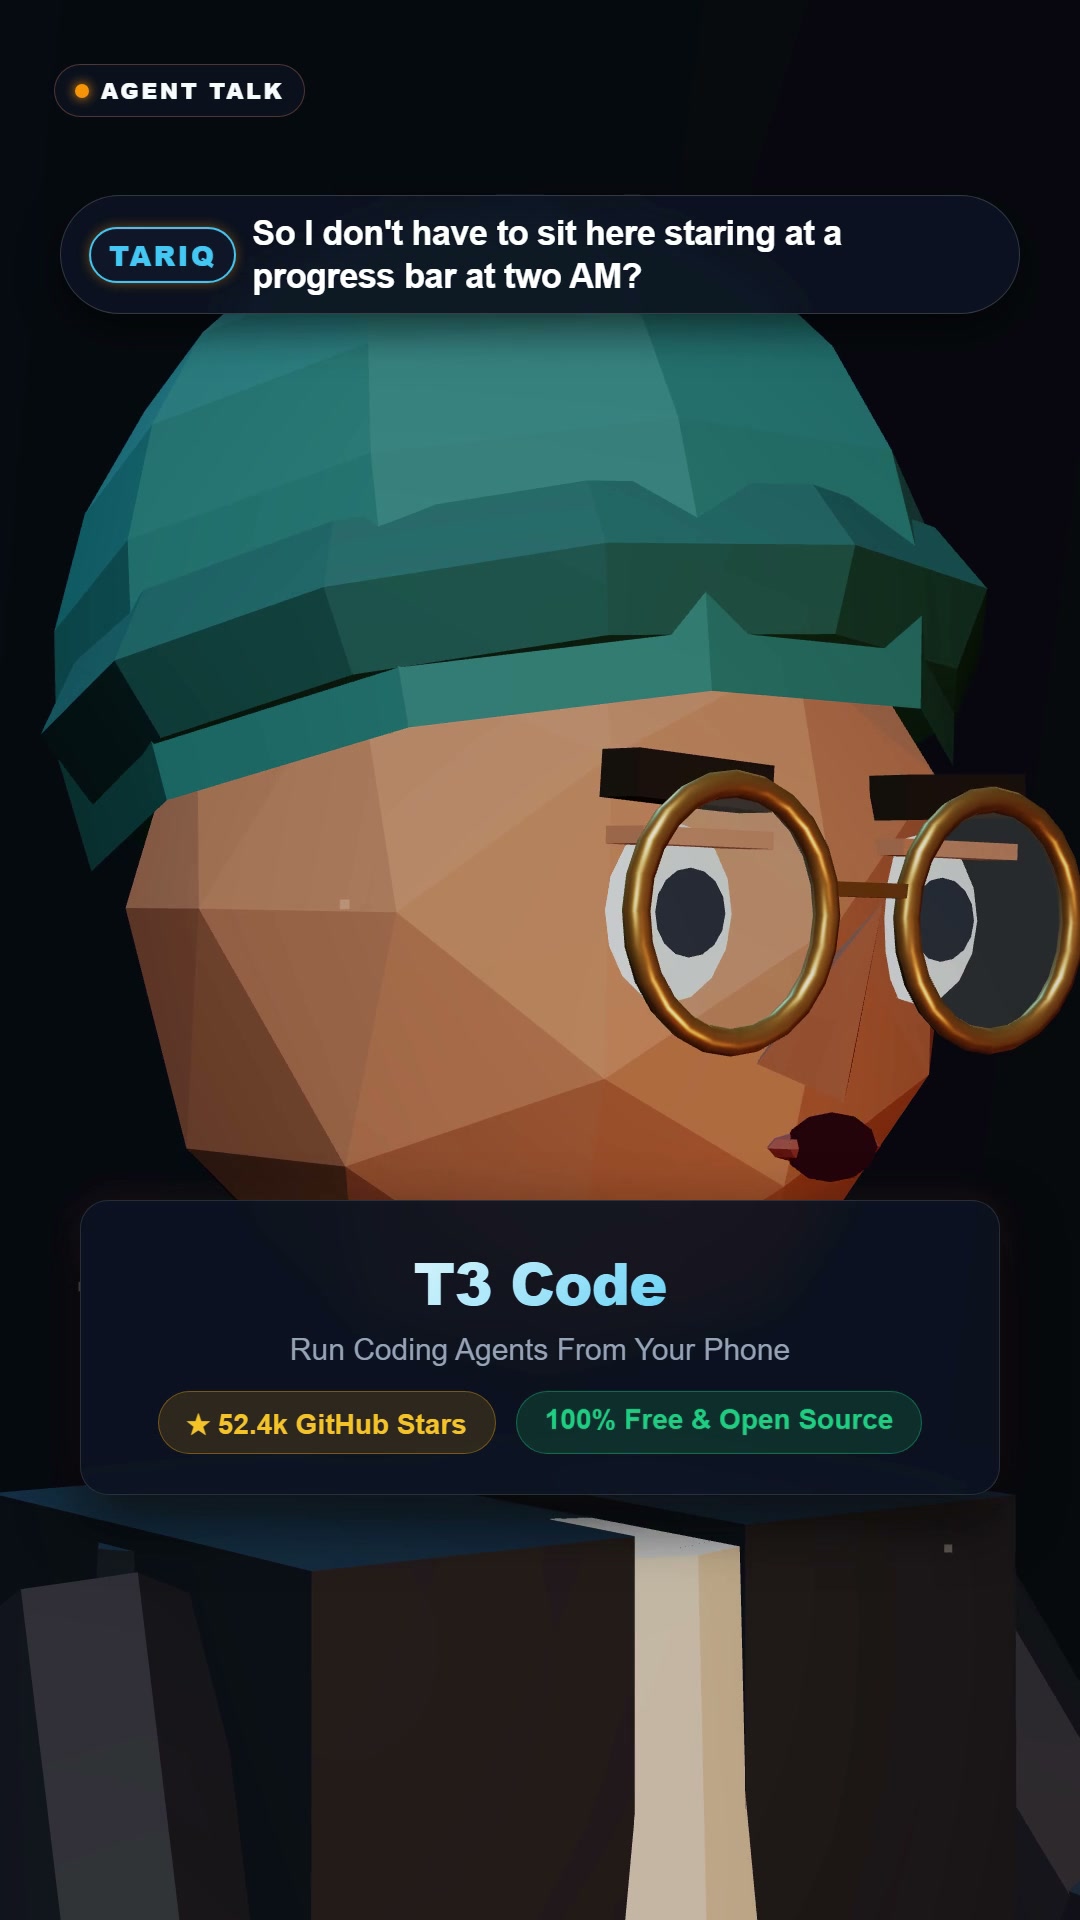 AGENT TALK
TARIQ
So I don't have to sit here staring at a
progress bar at two AM?
T3 Code
Run Coding Agents From Your Phone
★ 52.4k GitHub Stars
100% Free & Open Source